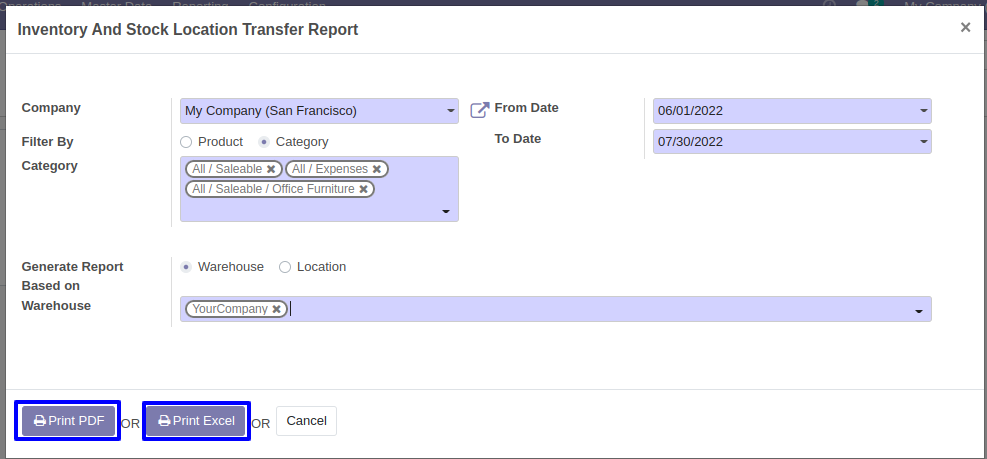 Operations Master Data Reporting Configuration 2 My Company
Inventory And Stock Location Transfer Report ×
Company My Company (San Francisco) From Date 06/01/2022
Filter By Product Category To Date 07/30/2022
Category All / Saleable ✖ All / Expenses ✖
All / Saleable / Office Furniture ✖
Generate Report Warehouse Location
Based on
Warehouse YourCompany ✖
Print PDF OR Print Excel OR Cancel